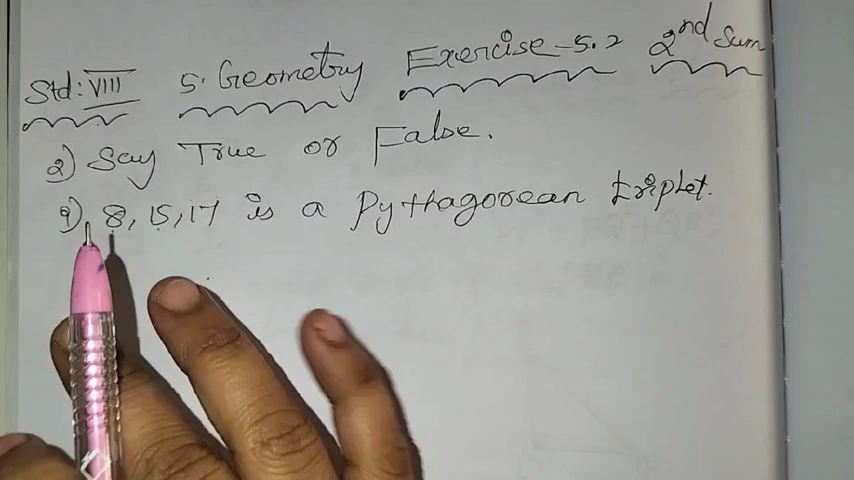 Std: VIII 5. Geometry Exercise-5.2 2nd Sum
2) Say True or False.
i) 8, 15, 17 is a Pythagorean triplet.